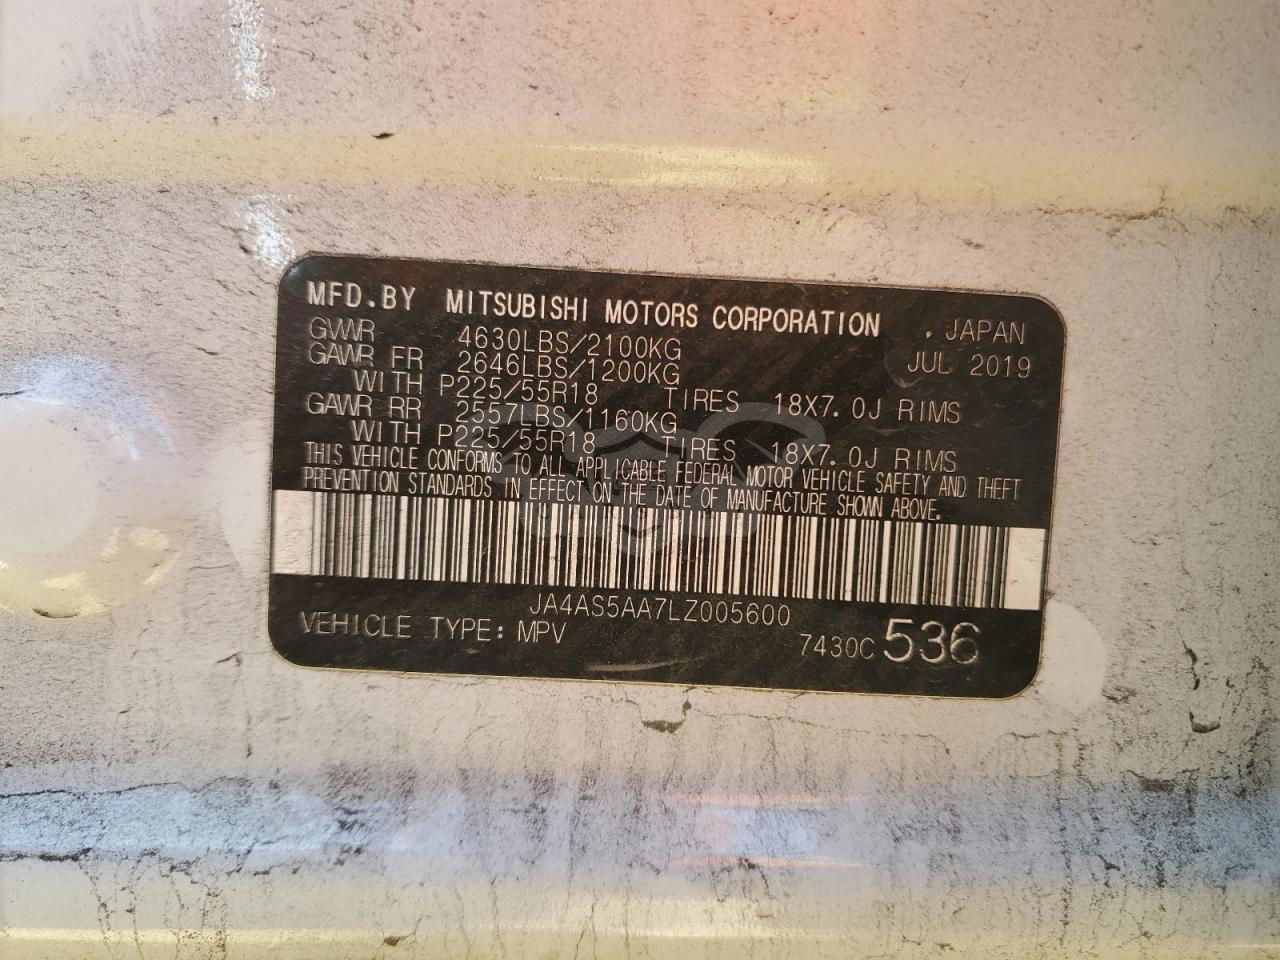 MFD.BY MITSUBISHI MOTORS CORPORATION , JAPAN
GVWR 4630LBS/2100KG JUL 2019
GAWR FR 2646LBS/1200KG
WITH P225/55R18 TIRES 18X7.0J RIMS
GAWR RR 2557LBS/1160KG
WITH P225/55R18 TIRES 18X7.0J RIMS
THIS VEHICLE CONFORMS TO ALL APPLICABLE FEDERAL MOTOR VEHICLE SAFETY AND THEFT
PREVENTION STANDARDS IN EFFECT ON THE DATE OF MANUFACTURE SHOWN ABOVE.
JA4AS5AA7LZ005600
VEHICLE TYPE: MPV 7430C 536